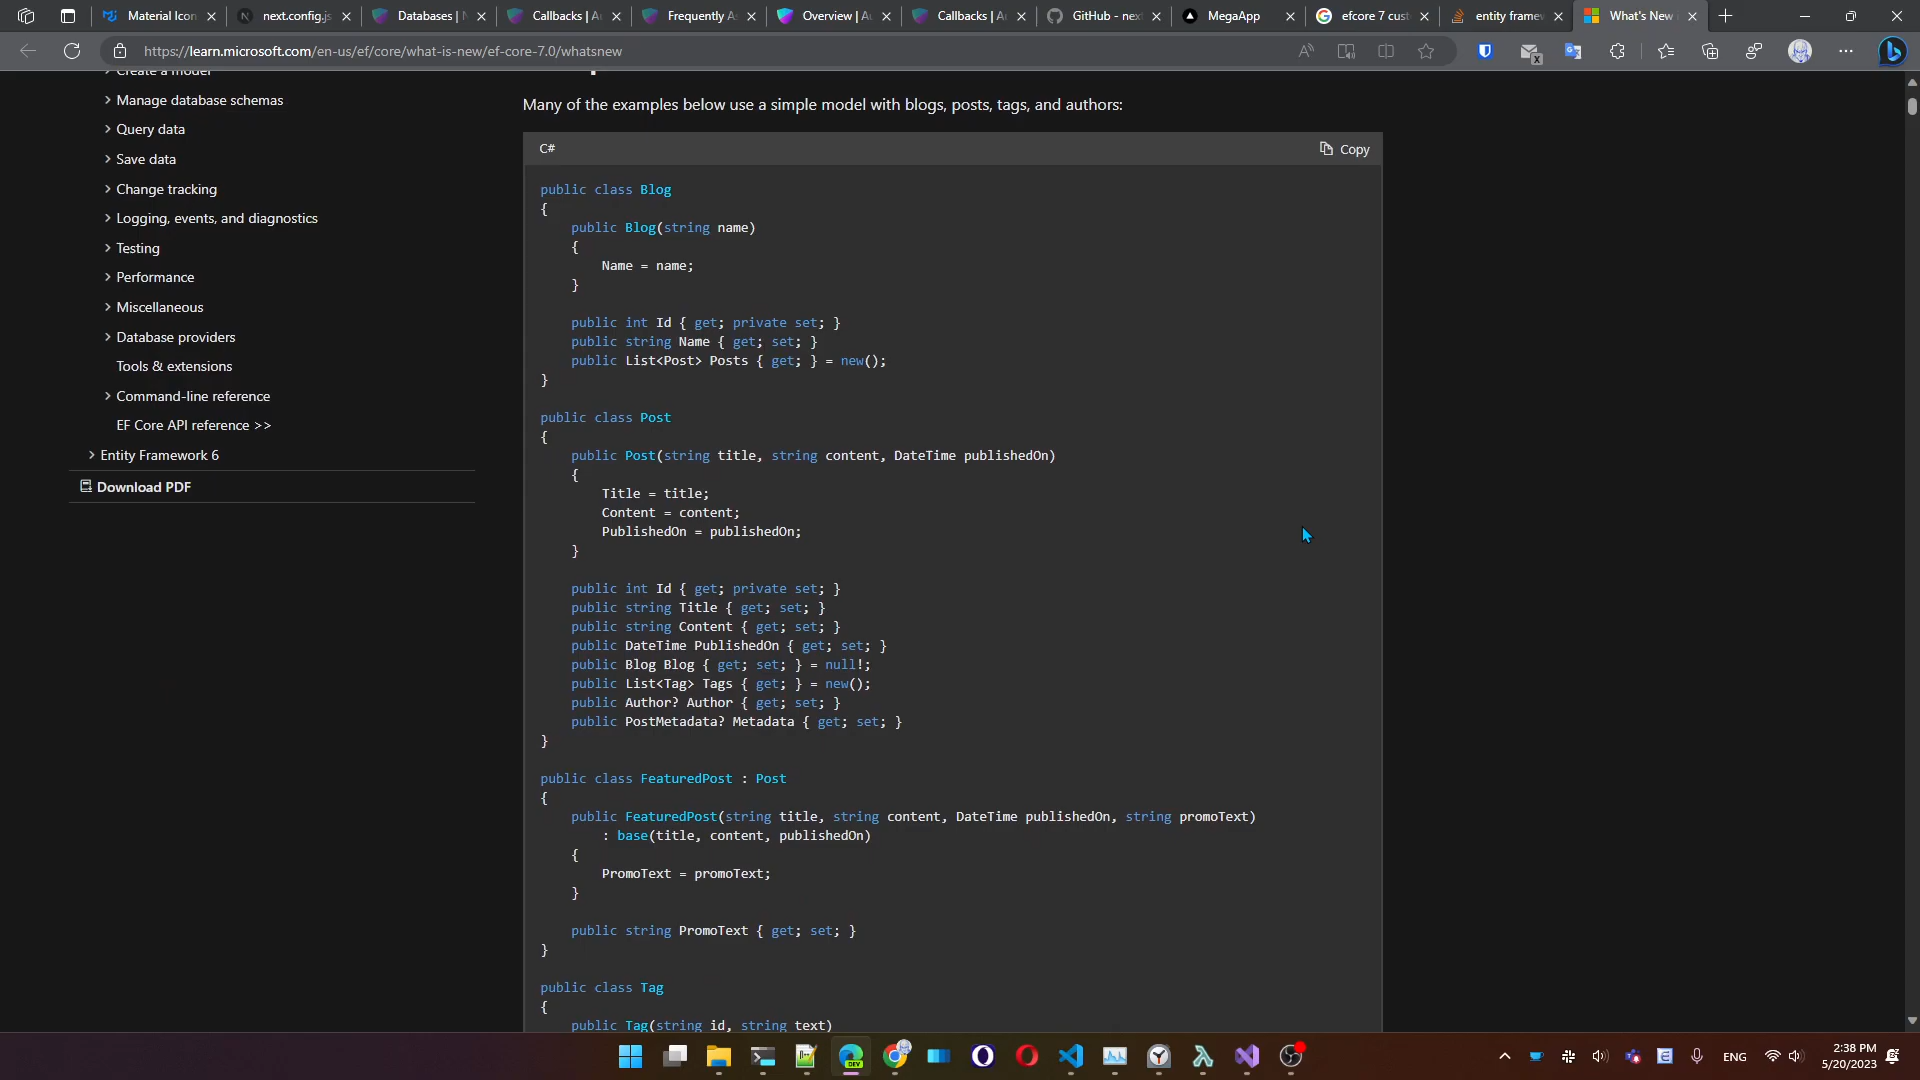 Material Icon
next.config.js
Databases | N
Callbacks | Au
Frequently As
Overview | Au
Callbacks | Au
GitHub - next
MegaApp
efcore 7 cust
entity framew
What's New i
https://learn.microsoft.com/en-us/ef/core/what-is-new/ef-core-7.0/whatsnew
Create a model
Manage database schemas
Query data
Save data
Change tracking
Logging, events, and diagnostics
Testing
Performance
Miscellaneous
Database providers
Tools & extensions
Command-line reference
EF Core API reference >>
Entity Framework 6
Download PDF
Many of the examples below use a simple model with blogs, posts, tags, and authors:
C#
Copy
public class Blog
{
public Blog(string name)
{
Name = name;
}
public int Id { get; private set; }
public string Name { get; set; }
public List<Post> Posts { get; } = new();
}
public class Post
{
public Post(string title, string content, DateTime publishedOn)
{
Title = title;
Content = content;
PublishedOn = publishedOn;
}
public int Id { get; private set; }
public string Title { get; set; }
public string Content { get; set; }
public DateTime PublishedOn { get; set; }
public Blog Blog { get; set; } = null!;
public List<Tag> Tags { get; } = new();
public Author? Author { get; set; }
public PostMetadata? Metadata { get; set; }
}
public class FeaturedPost : Post
{
public FeaturedPost(string title, string content, DateTime publishedOn, string promoText)
: base(title, content, publishedOn)
{
PromoText = promoText;
}
public string PromoText { get; set; }
}
public class Tag
{
public Tag(string id, string text)
ENG
2:38 PM
5/20/2023